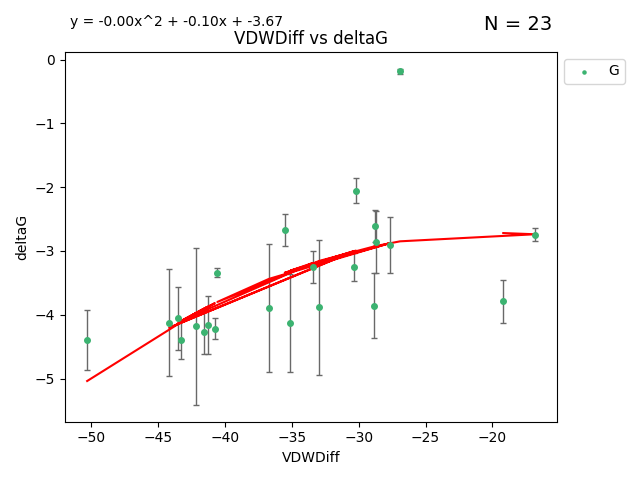 y = -0.00x^2 + -0.10x + -3.67
N = 23
VDWDiff vs deltaG
G
0
−1
−2
−3
−4
−5
deltaG
−50
−45
−40
−35
−30
−25
−20
VDWDiff